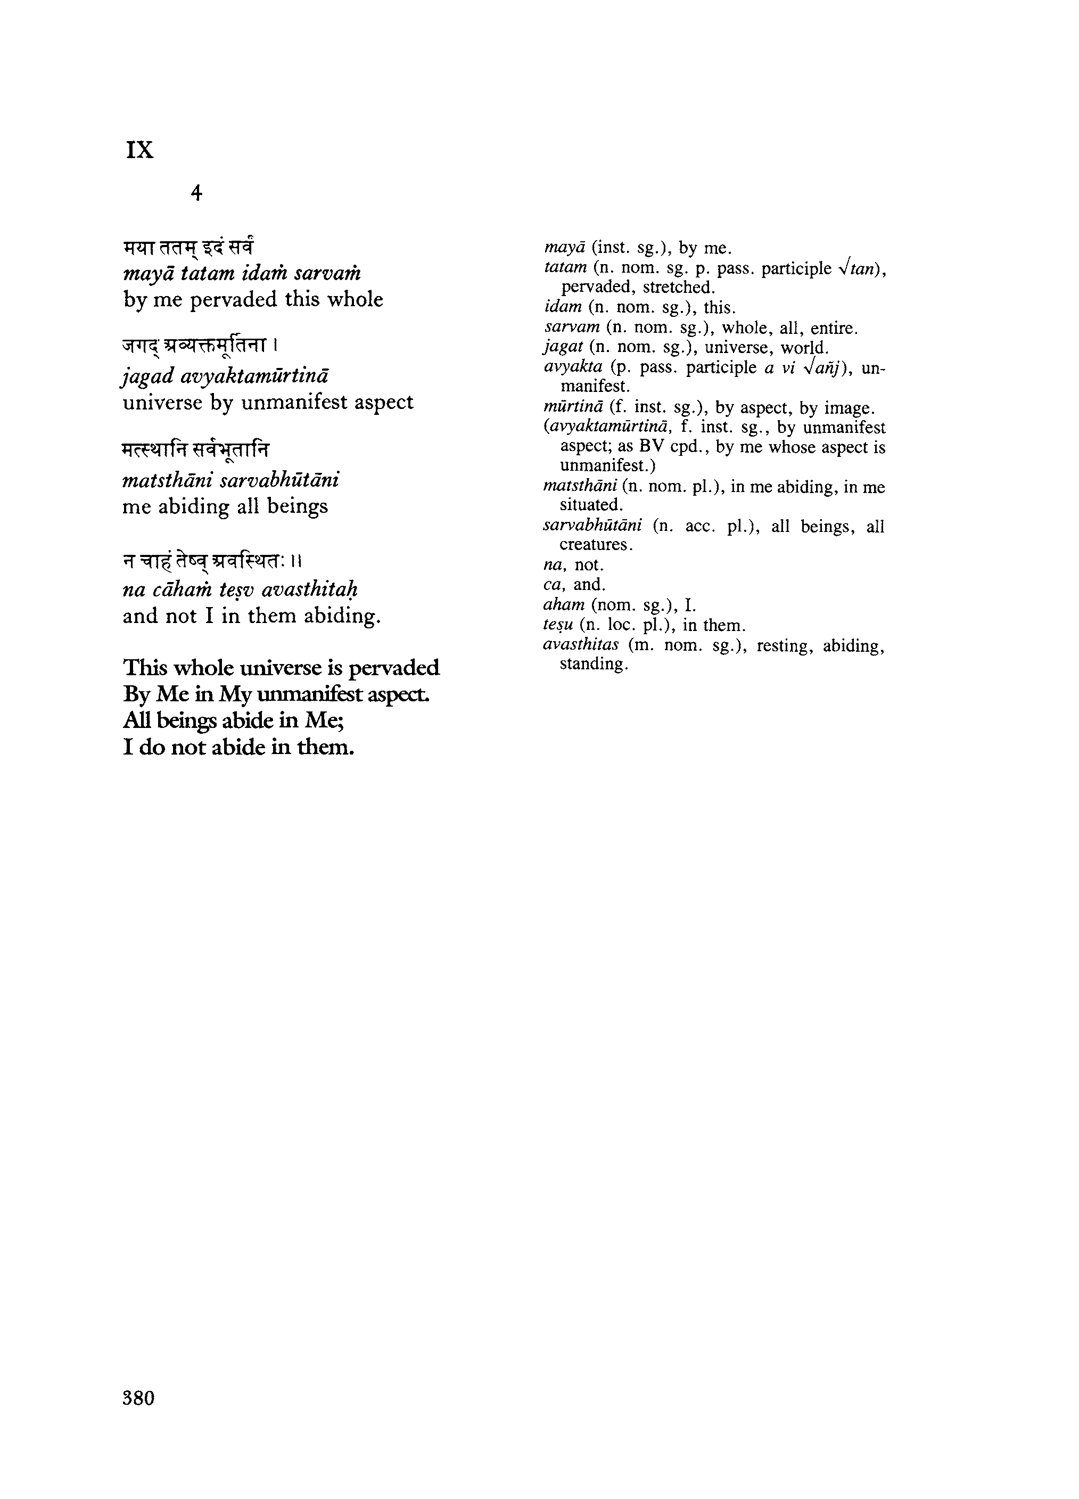 IX
4
मया ततम् इदं सर्वं
mayā tatam idaṁ sarvaṁ
by me pervaded this whole
जगद् अव्यक्तमूर्तिना ।
jagad avyaktamūrtinā
universe by unmanifest aspect
मत्स्थानि सर्वभूतानि
matsthāni sarvabhūtāni
me abiding all beings
न चाहं तेष्व् अवस्थितः ॥
na cāhaṁ teṣv avasthitaḥ
and not I in them abiding.
This whole universe is pervaded
By Me in My unmanifest aspect.
All beings abide in Me;
I do not abide in them.
mayā (inst. sg.), by me.
tatam (n. nom. sg. p. pass. participle √tan),
pervaded, stretched.
idam (n. nom. sg.), this.
sarvam (n. nom. sg.), whole, all, entire.
jagat (n. nom. sg.), universe, world.
avyakta (p. pass. participle a vi √añj), un-
manifest.
mūrtinā (f. inst. sg.), by aspect, by image.
(avyaktamūrtinā, f. inst. sg., by unmanifest
aspect; as BV cpd., by me whose aspect is
unmanifest.)
matsthāni (n. nom. pl.), in me abiding, in me
situated.
sarvabhūtāni (n. acc. pl.), all beings, all
creatures.
na, not.
ca, and.
aham (nom. sg.), I.
teṣu (n. loc. pl.), in them.
avasthitas (m. nom. sg.), resting, abiding,
standing.
380